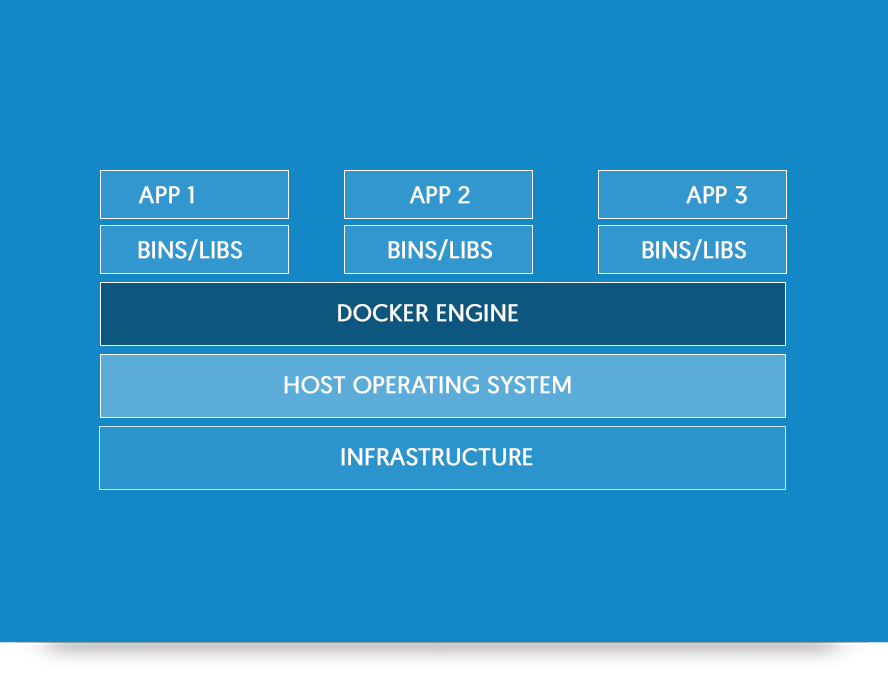 APP 1
APP 2
APP 3
BINS/LIBS
BINS/LIBS
BINS/LIBS
DOCKER ENGINE
HOST OPERATING SYSTEM
INFRASTRUCTURE